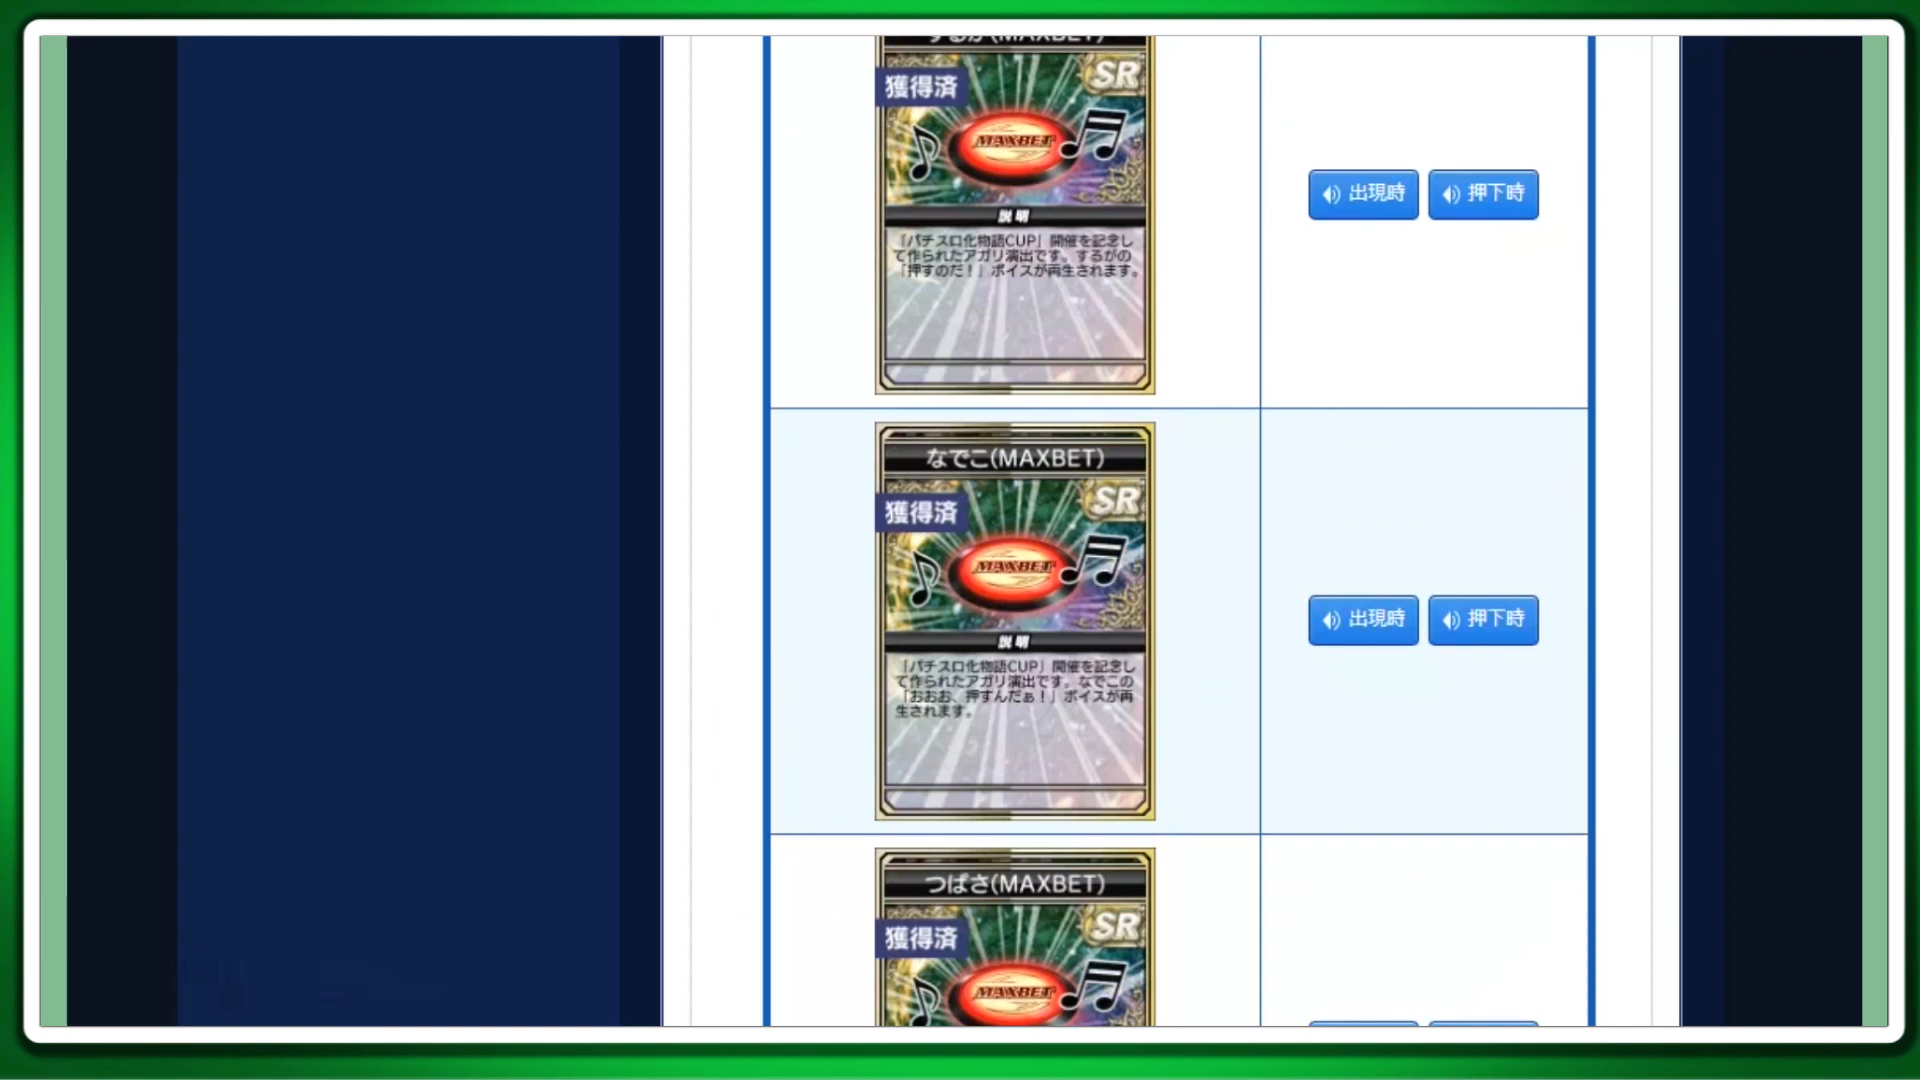 するが(MAXBET)
SR
獲得済
MAXBET
説明
「パチスロ化物語CUP」開催を記念し
て作られたアガリ演出です。するがの
「押すのだ！」ボイスが再生されます。
出現時
押下時
なでこ(MAXBET)
SR
獲得済
MAXBET
説明
「パチスロ化物語CUP」開催を記念し
て作られたアガリ演出です。なでこの
「おおお、押すんだぁ！」ボイスが再
生されます。
出現時
押下時
つばさ(MAXBET)
SR
獲得済
MAXBET